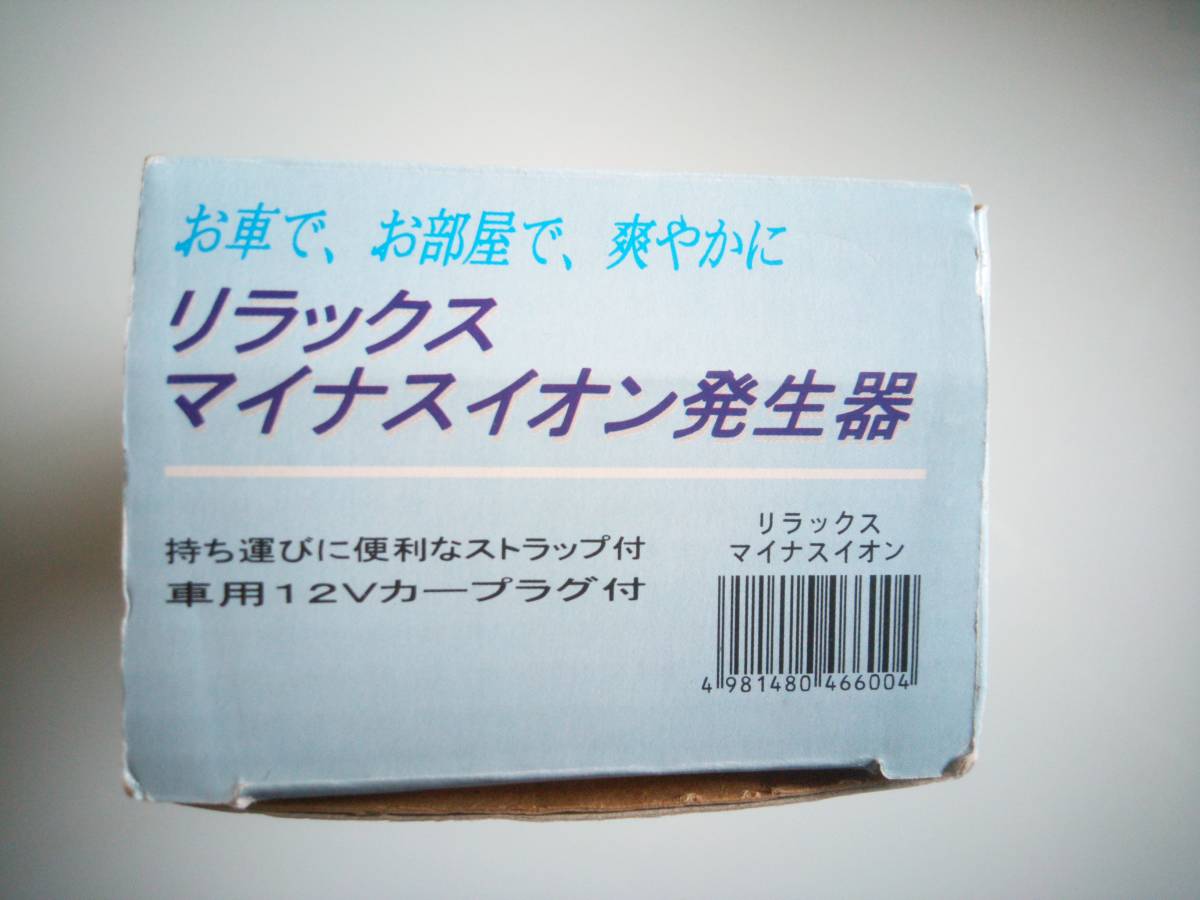 お車で、お部屋で、爽やかに
リラックス
マイナスイオン発生器
持ち運びに便利なストラップ付
車用12Vカープラグ付
リラックス
マイナスイオン
4 981480 466004